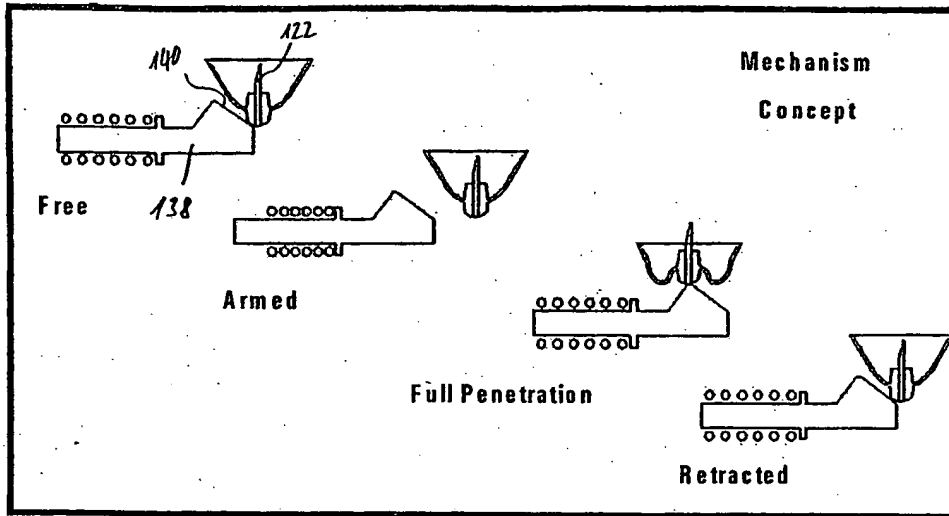 122
140
Mechanism
Concept
Free
138
Armed
Full Penetration
Retracted